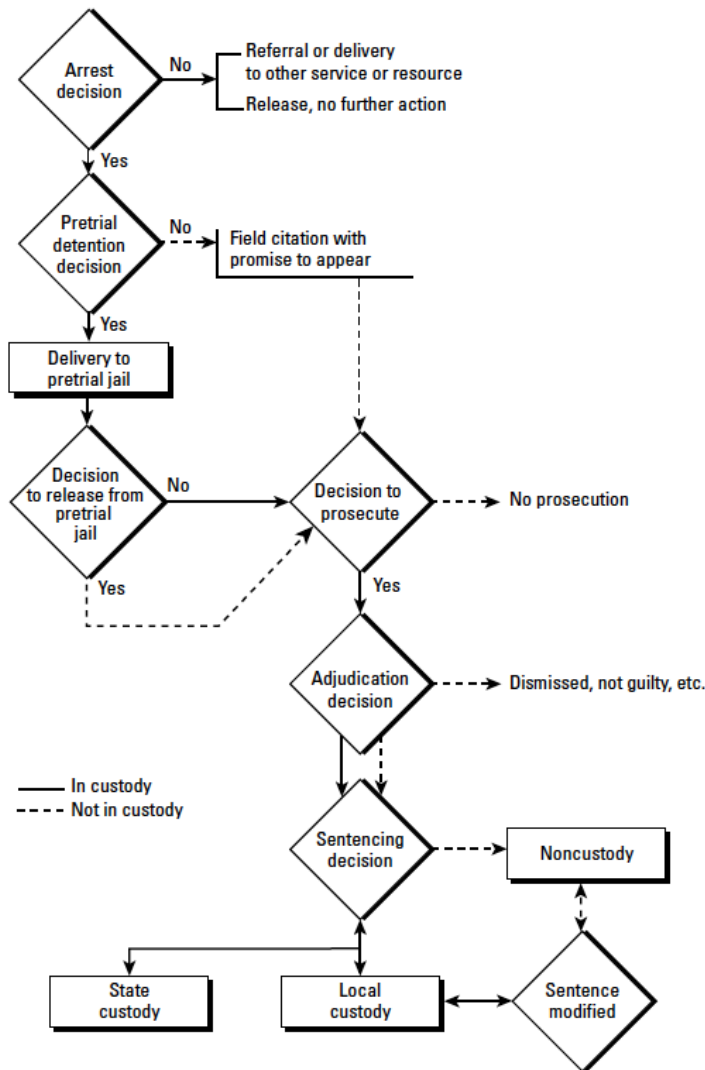 Arrest
decision
No
Referral or delivery
to other service or resource
Release, no further action
Yes
Pretrial
detention
decision
No
Field citation with
promise to appear
Yes
Delivery to
pretrial jail
Decision
to release from
pretrial
jail
No
Decision to
prosecute
No prosecution
Yes
Yes
Adjudication
decision
Dismissed, not guilty, etc.
In custody
Not in custody
Sentencing
decision
Noncustody
State
custody
Local
custody
Sentence
modified